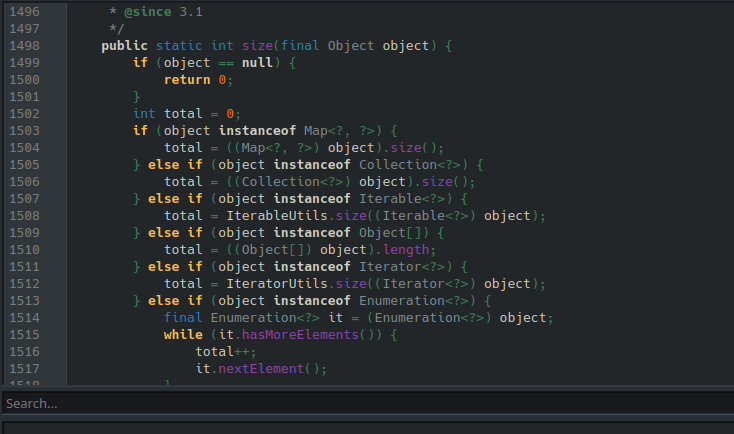 1496      * @since 3.1
1497      */
1498     public static int size(final Object object) {
1499         if (object == null) {
1500             return 0;
1501         }
1502         int total = 0;
1503         if (object instanceof Map<?, ?>) {
1504             total = ((Map<?, ?>) object).size();
1505         } else if (object instanceof Collection<?>) {
1506             total = ((Collection<?>) object).size();
1507         } else if (object instanceof Iterable<?>) {
1508             total = IterableUtils.size((Iterable<?>) object);
1509         } else if (object instanceof Object[]) {
1510             total = ((Object[]) object).length;
1511         } else if (object instanceof Iterator<?>) {
1512             total = IteratorUtils.size((Iterator<?>) object);
1513         } else if (object instanceof Enumeration<?>) {
1514             final Enumeration<?> it = (Enumeration<?>) object;
1515             while (it.hasMoreElements()) {
1516                 total++;
1517                 it.nextElement();
1518             }
Search...